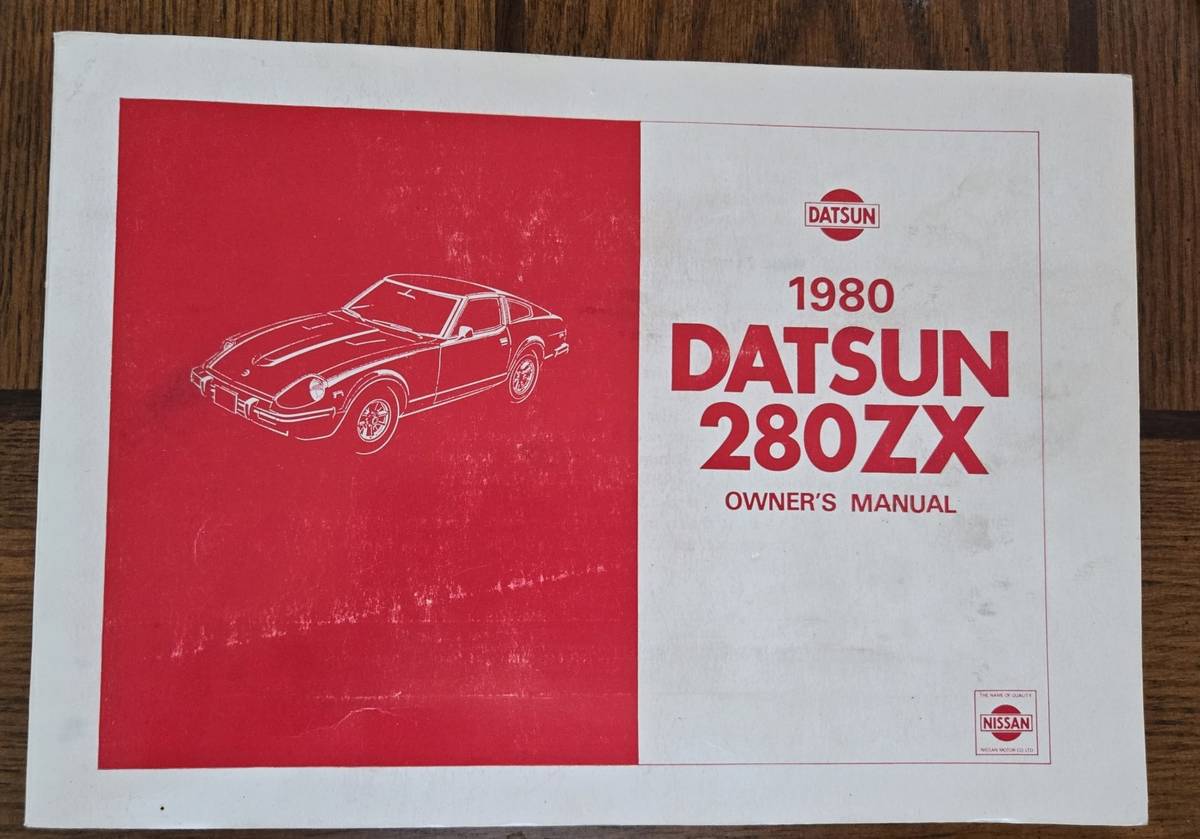 DATSUN
1980
DATSUN
280ZX
OWNER'S MANUAL
THE NAME OF QUALITY
NISSAN
NISSAN MOTOR CO., LTD.